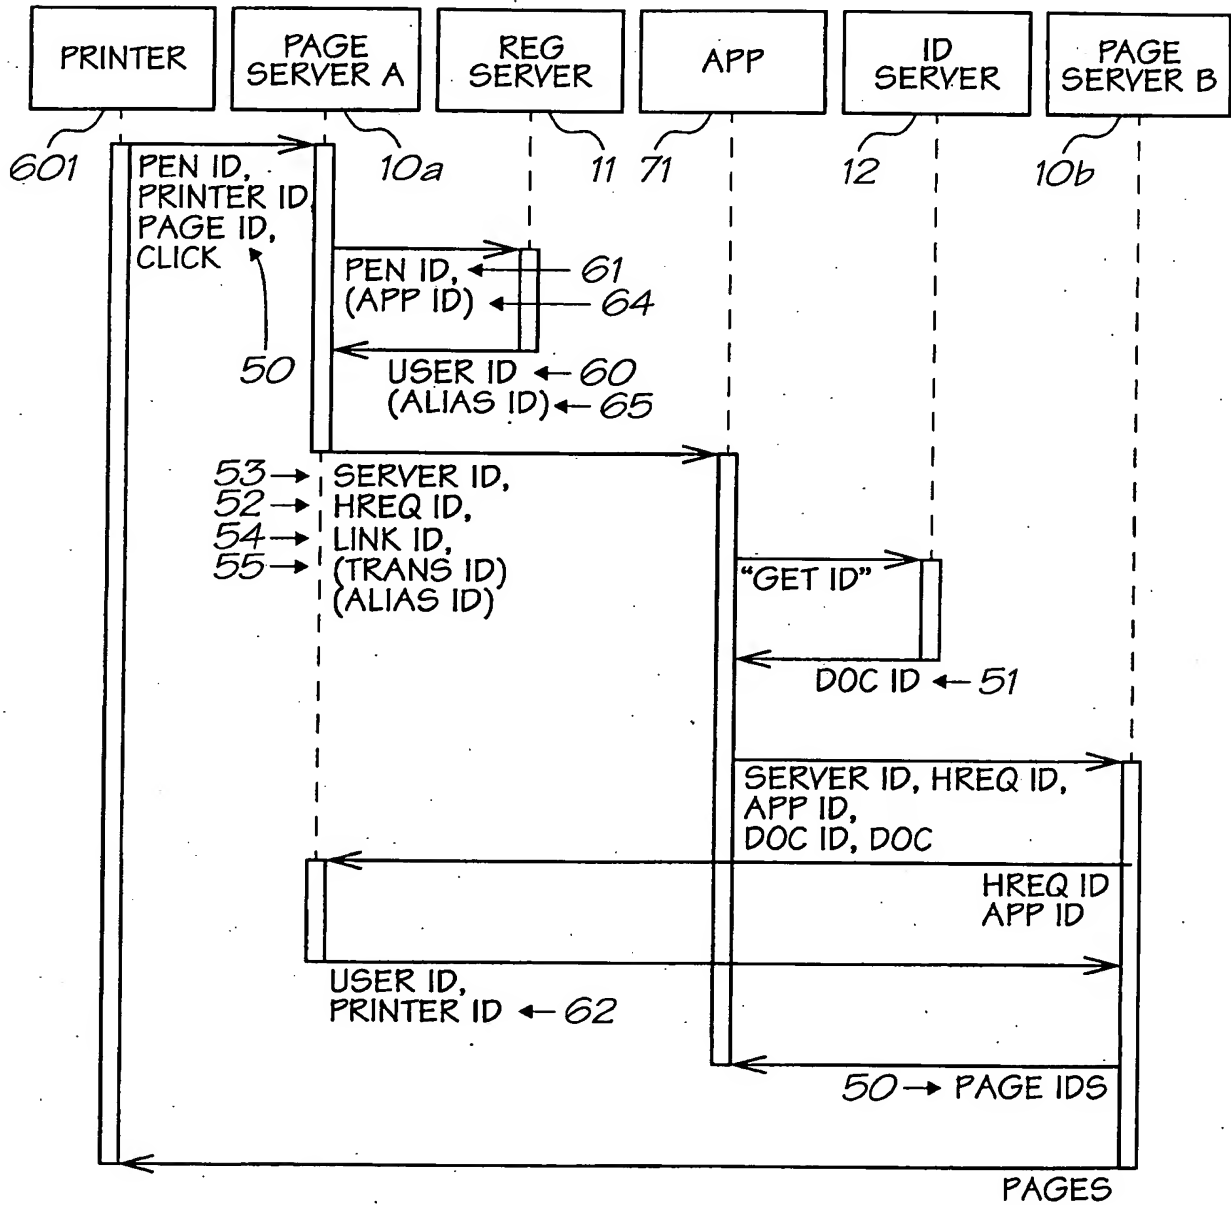 PRINTER
PAGE
SERVER A
REG
SERVER
APP
ID
SERVER
PAGE
SERVER B
601
10a
11
71
12
10b
PEN ID,
PRINTER ID,
PAGE ID,
CLICK
50
PEN ID,
61
(APP ID)
64
USER ID
60
(ALIAS ID)
65
53
SERVER ID,
52
HREQ ID,
54
LINK ID,
55
(TRANS ID)
(ALIAS ID)
"GET ID"
DOC ID
51
SERVER ID, HREQ ID,
APP ID,
DOC ID, DOC
HREQ ID
APP ID
USER ID,
PRINTER ID
62
50
PAGE IDS
PAGES